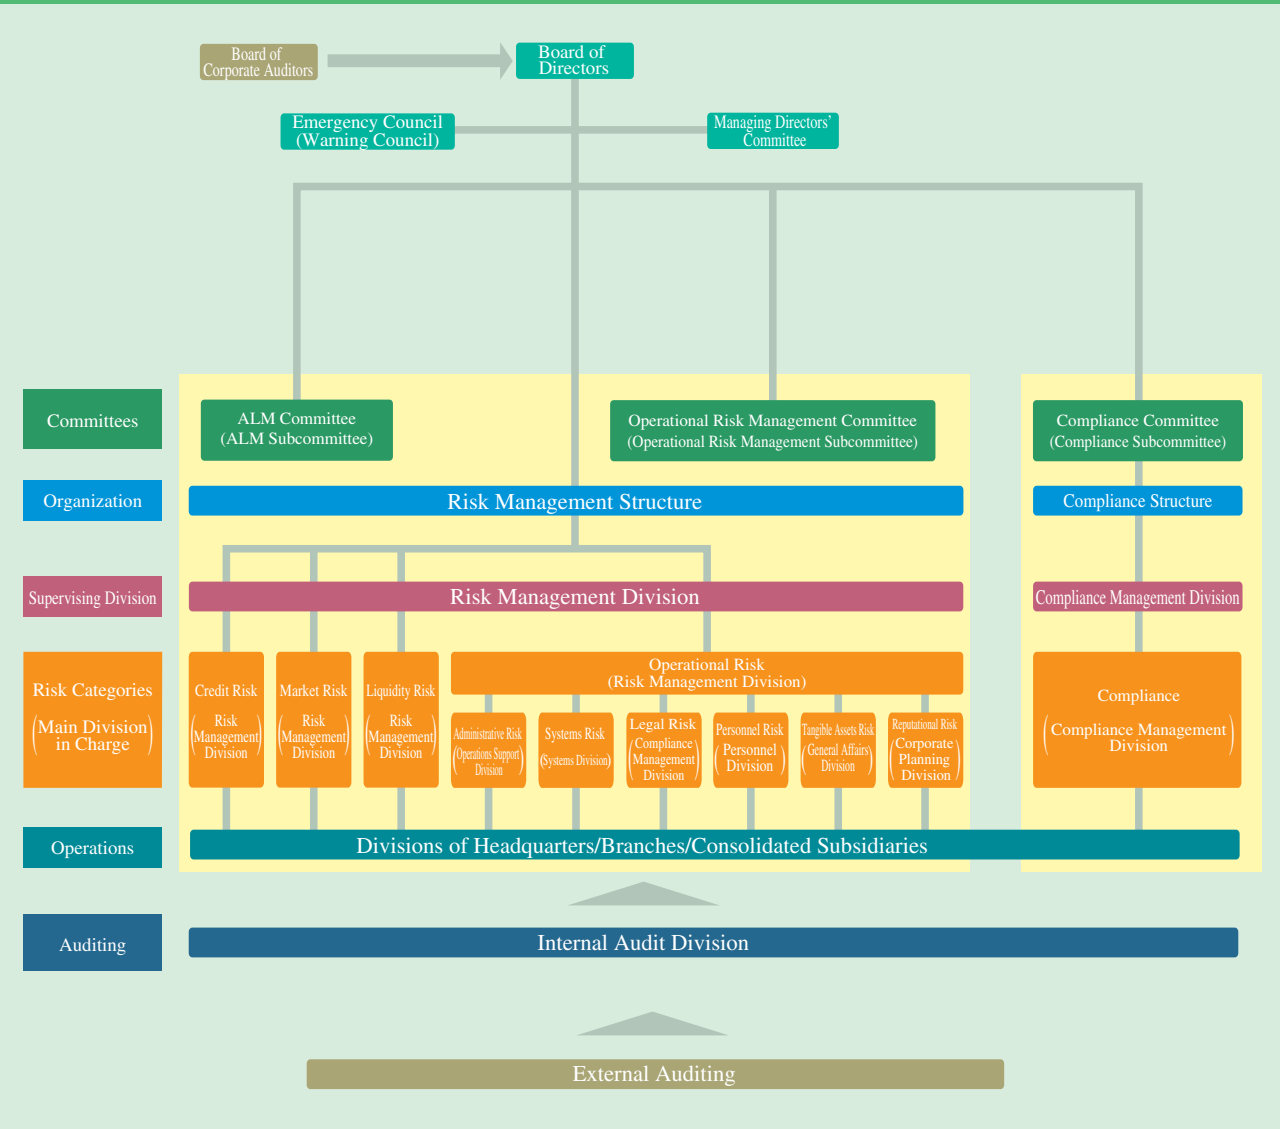 Board of
Corporate Auditors
Board of
Directors
Emergency Council
(Warning Council)
Managing Directors’
Committee
Committees
ALM Committee
(ALM Subcommittee)
Operational Risk Management Committee
(Operational Risk Management Subcommittee)
Compliance Committee
(Compliance Subcommittee)
Organization
Risk Management Structure
Compliance Structure
Supervising Division
Risk Management Division
Compliance Management Division
Risk Categories
(Main Division
in Charge)
Credit Risk
(Risk
Management
Division)
Market Risk
(Risk
Management
Division)
Liquidity Risk
(Risk
Management
Division)
Operational Risk
(Risk Management Division)
Administrative Risk
(Operations Support
Division)
Systems Risk
(Systems Division)
Legal Risk
(Compliance
Management
Division)
Personnel Risk
(Personnel
Division)
Tangible Assets Risk
(General Affairs
Division)
Reputational Risk
(Corporate
Planning
Division)
Compliance
(Compliance Management
Division)
Operations
Divisions of Headquarters/Branches/Consolidated Subsidiaries
Auditing
Internal Audit Division
External Auditing